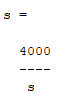 s =
4000
----
s